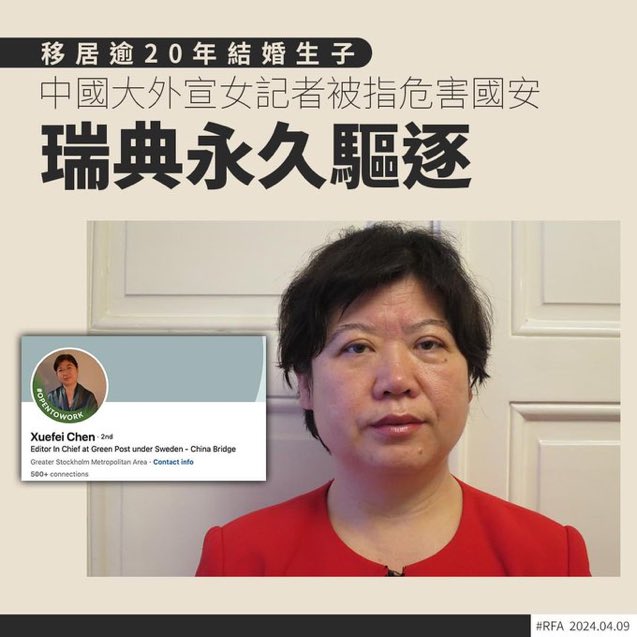 移居逾20年結婚生子
中國大外宣女記者被指危害國安
瑞典永久驅逐
#OPENTOWORK
Xuefei Chen · 2nd
Editor In Chief at Green Post under Sweden - China Bridge
Greater Stockholm Metropolitan Area · Contact info
500+ connections
#RFA 2024.04.09